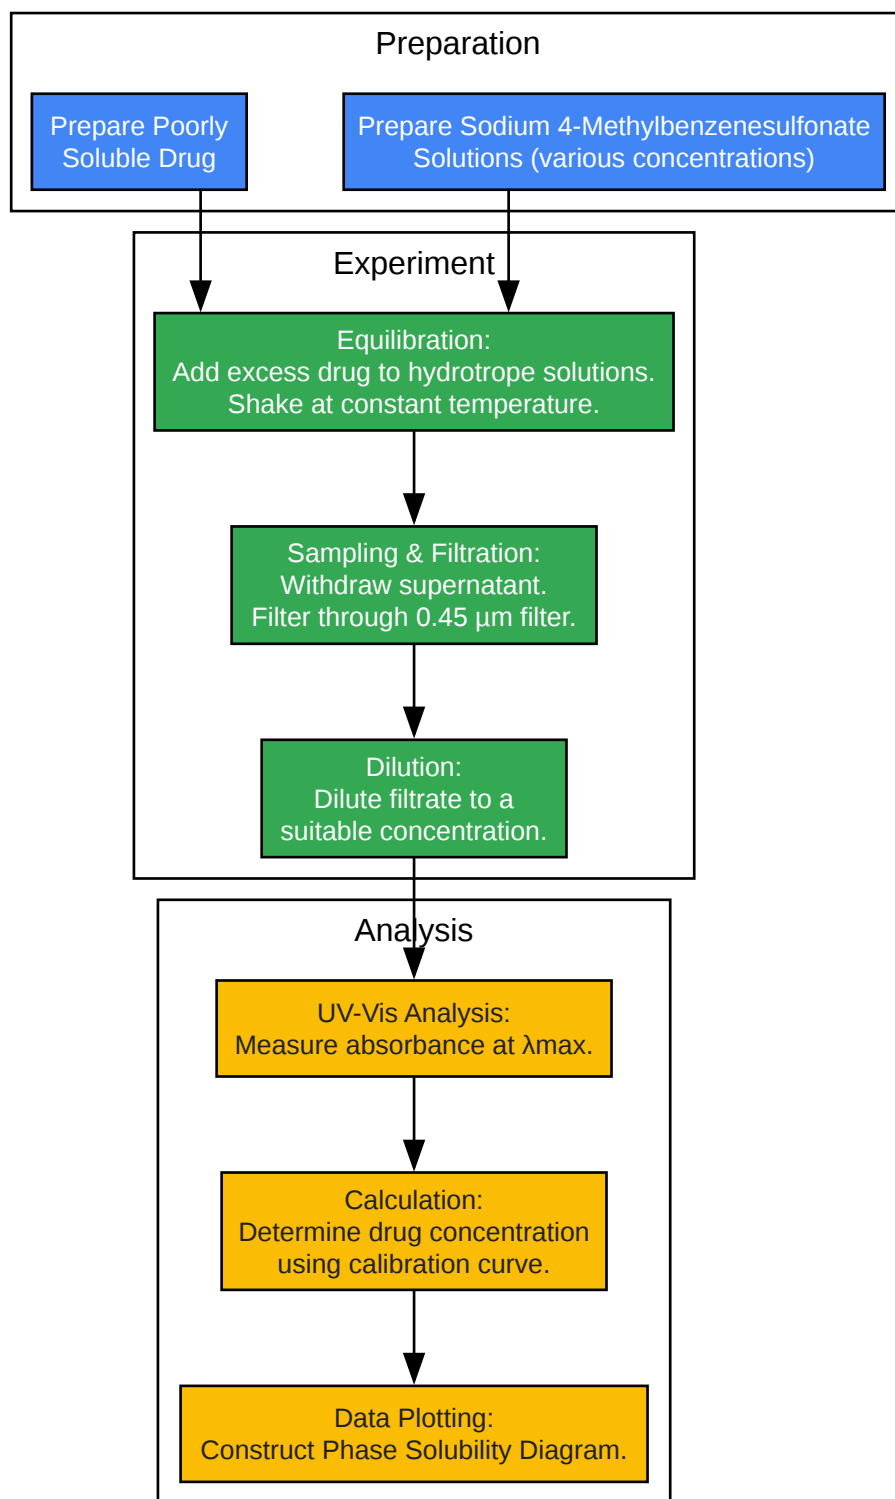 Preparation
Prepare Poorly
Soluble Drug
Prepare Sodium 4-Methylbenzenesulfonate
Solutions (various concentrations)
Experiment
Equilibration:
Add excess drug to hydrotrope solutions.
Shake at constant temperature.
Sampling & Filtration:
Withdraw supernatant.
Filter through 0.45 µm filter.
Dilution:
Dilute filtrate to a
suitable concentration.
Analysis
UV-Vis Analysis:
Measure absorbance at λmax.
Calculation:
Determine drug concentration
using calibration curve.
Data Plotting:
Construct Phase Solubility Diagram.